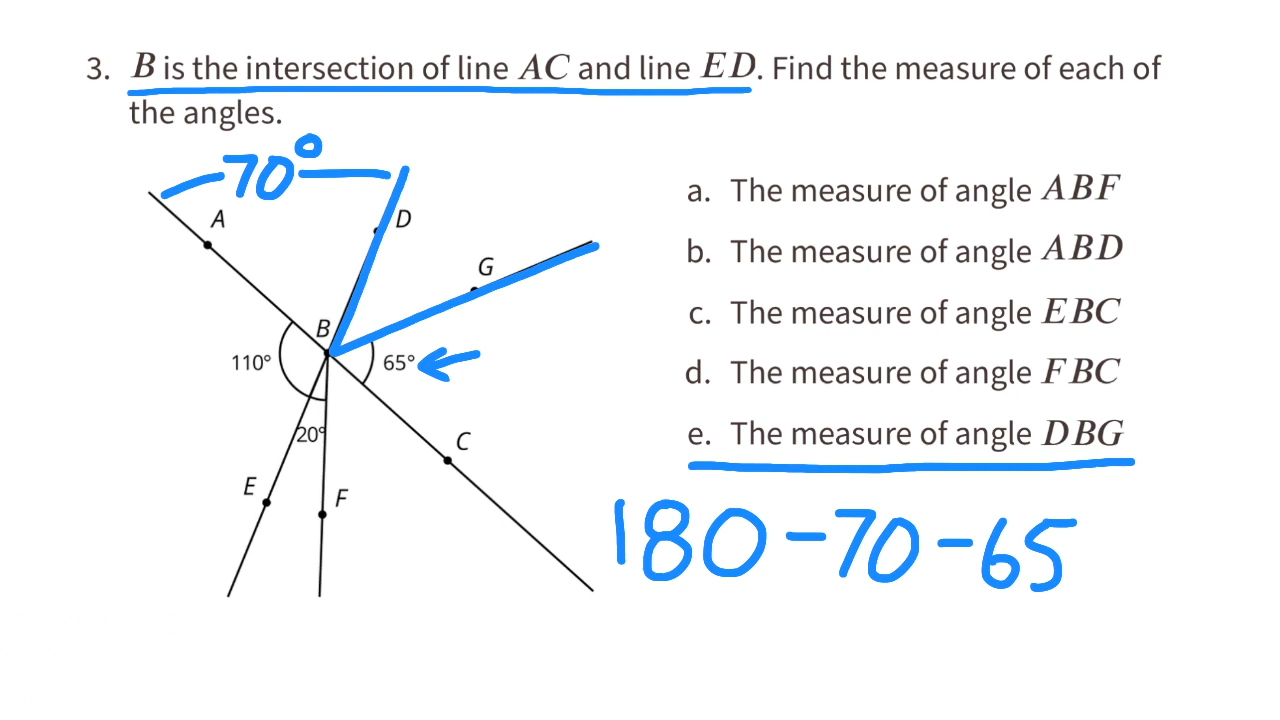 3. B is the intersection of line AC and line ED. Find the measure of each of
the angles.
70°
A
D
G
B
110°
65°
20°
C
E
F
a. The measure of angle ABF
b. The measure of angle ABD
c. The measure of angle EBC
d. The measure of angle FBC
e. The measure of angle DBG
180-70-65